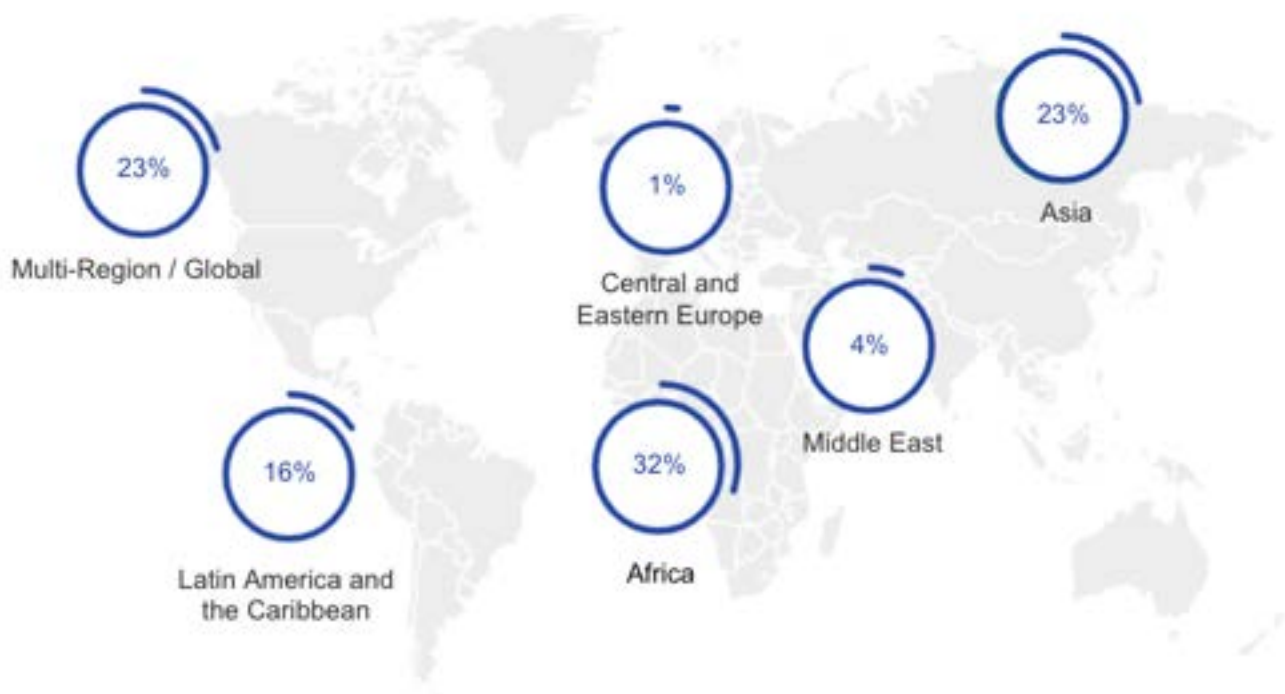 23%
Multi-Region / Global
1%
Central and
Eastern Europe
23%
Asia
4%
Middle East
16%
Latin America and
the Caribbean
32%
Africa